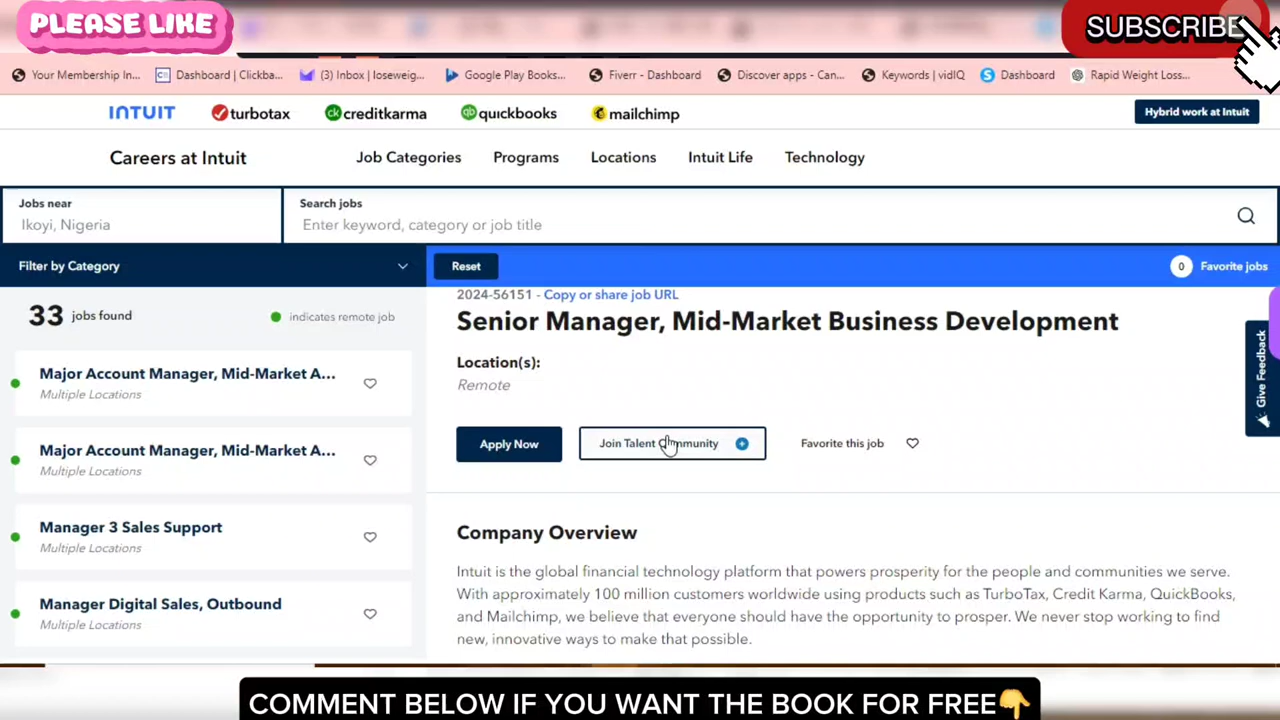 PLEASE LIKE
SUBSCRIBE
Your Membership In...
Dashboard | Clickba...
(3) Inbox | loseweig...
Google Play Books...
Fiverr - Dashboard
Discover apps - Can...
Keywords | vidIQ
Dashboard
Rapid Weight Loss...
INTUIT
turbotax
creditkarma
quickbooks
mailchimp
Hybrid work at Intuit
Careers at Intuit
Job Categories
Programs
Locations
Intuit Life
Technology
Jobs near
Ikoyi, Nigeria
Search jobs
Enter keyword, category or job title
Filter by Category
Reset
0 Favorite jobs
33 jobs found
indicates remote job
Major Account Manager, Mid-Market A...
Multiple Locations
Major Account Manager, Mid-Market A...
Multiple Locations
Manager 3 Sales Support
Multiple Locations
Manager Digital Sales, Outbound
Multiple Locations
2024-56151 - Copy or share job URL
Senior Manager, Mid-Market Business Development
Location(s):
Remote
Apply Now
Join Talent Community
Favorite this job
Company Overview
Intuit is the global financial technology platform that powers prosperity for the people and communities we serve.
With approximately 100 million customers worldwide using products such as TurboTax, Credit Karma, QuickBooks,
and Mailchimp, we believe that everyone should have the opportunity to prosper. We never stop working to find
new, innovative ways to make that possible.
Give Feedback
COMMENT BELOW IF YOU WANT THE BOOK FOR FREE👇